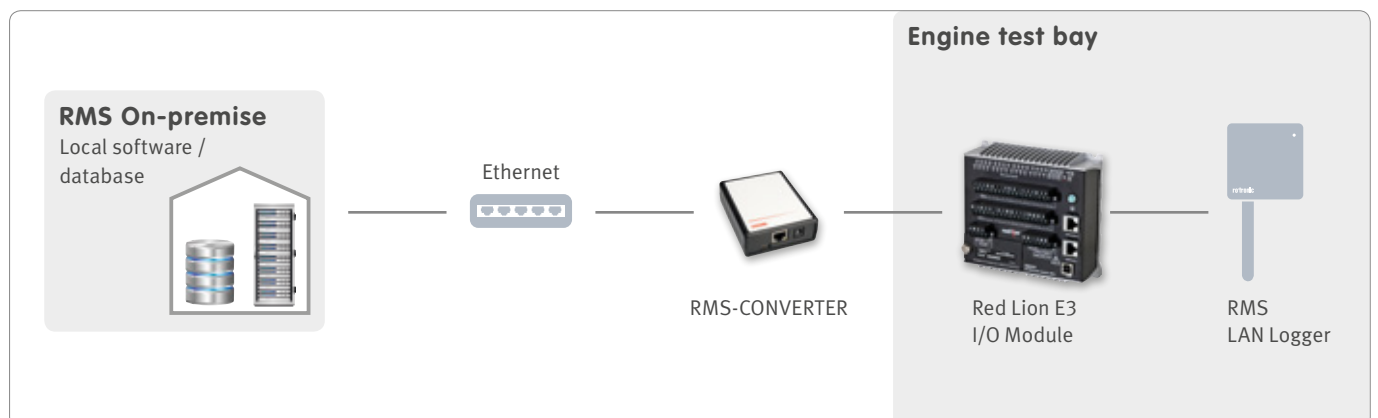 Engine test bay
RMS On-premise
Local software /
database
Ethernet
RMS-CONVERTER
Red Lion E3
I/O Module
rotronic
RMS
LAN Logger